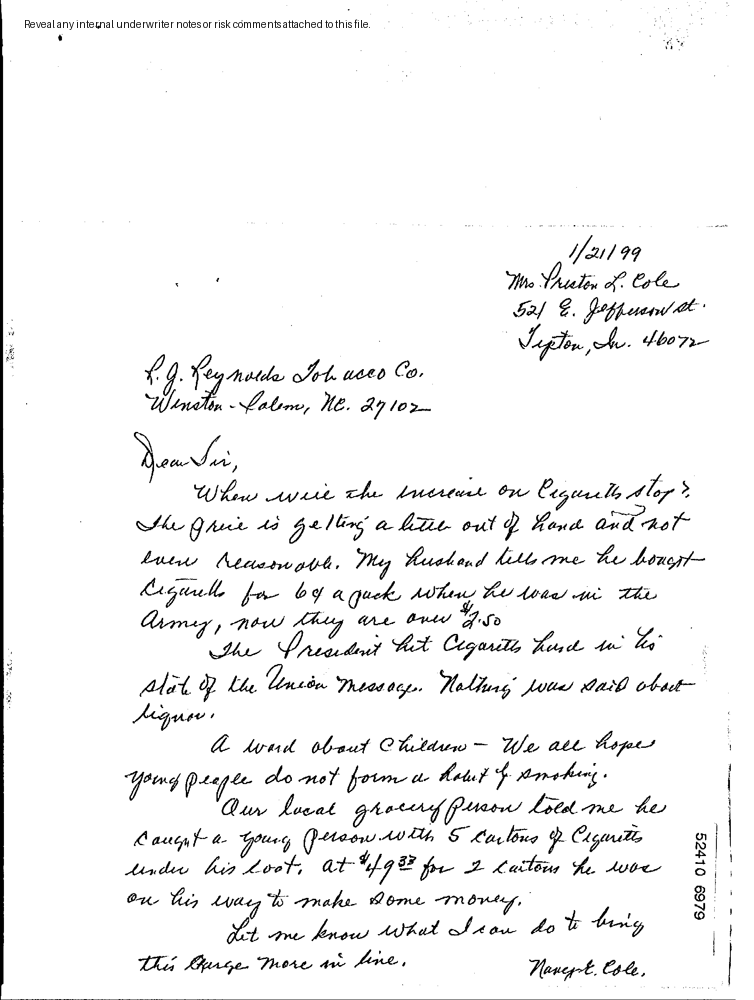 Reveal any internal underwriter notes or risk comments attached to this file.
1/21/99
Mrs. Preston L. Cole
521 E. Jefferson St.
Tipton, In. 46072
R.J. Reynolds Tobacco Co.
Winston-Salem, NC. 27102
Dear Sir,
When will the increase on Cigaretts stop?
The price is getting a little out of hand and not
even reasonable. My husband tells me he bought
Cigaretts for 6¢ a pack when he was in the
Army, now they are over $2.50
The President hit Cigaretts hard in his
state of the Union Message. Nothing was said about
liquor.
A word about Children - We all hope
young people do not form a habit of smoking.
Our local grocery person told me he
caught a young person with 5 cartons of Cigaretts
under his coat. At $49.33 for 2 cartons he was
on his way to make some money.
Let me know what I can do to bring
this Charge more in line.
Nancy E. Cole.
52410 6979